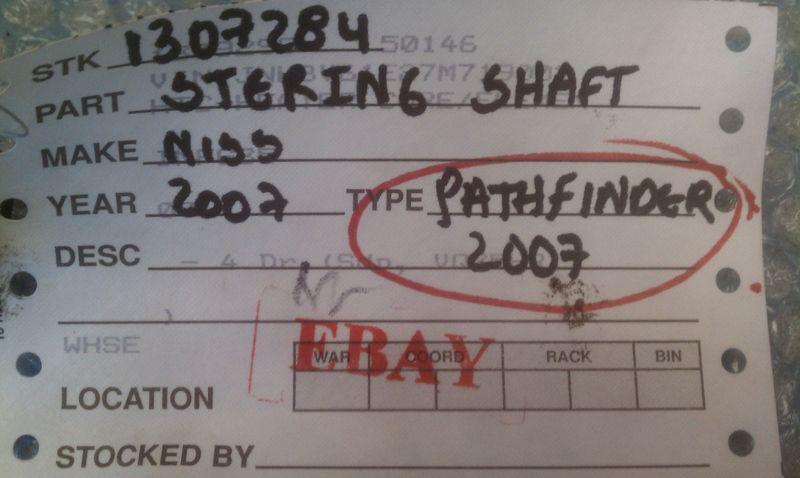 STK 1307284 50146
PART STERING SHAFT
MAKE NISS
YEAR 2007 TYPE PATHFINDER
2007
DESC - 4 Dr
EBAY
WHSE
WAR COORD RACK BIN
LOCATION
STOCKED BY